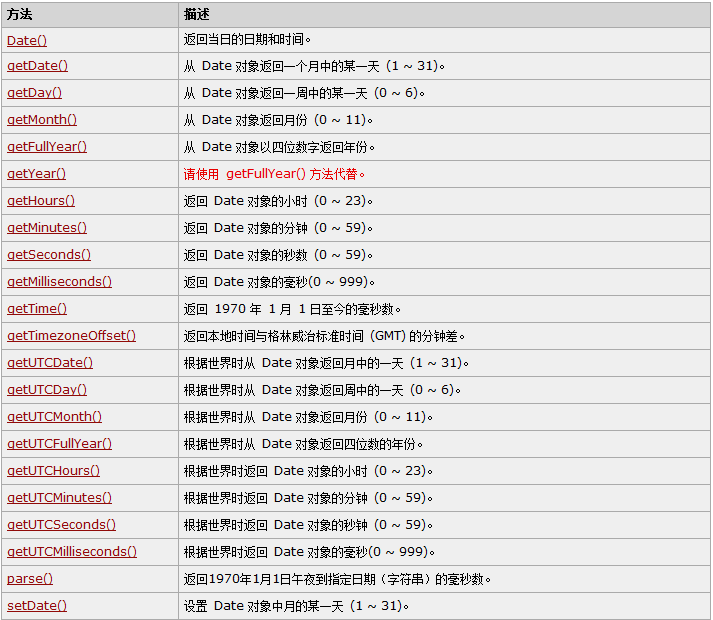 方法 描述
Date() 返回当日的日期和时间。
getDate() 从 Date 对象返回一个月中的某一天 (1 ~ 31)。
getDay() 从 Date 对象返回一周中的某一天 (0 ~ 6)。
getMonth() 从 Date 对象返回月份 (0 ~ 11)。
getFullYear() 从 Date 对象以四位数字返回年份。
getYear() 请使用 getFullYear() 方法代替。
getHours() 返回 Date 对象的小时 (0 ~ 23)。
getMinutes() 返回 Date 对象的分钟 (0 ~ 59)。
getSeconds() 返回 Date 对象的秒数 (0 ~ 59)。
getMilliseconds() 返回 Date 对象的毫秒(0 ~ 999)。
getTime() 返回 1970 年 1 月 1 日至今的毫秒数。
getTimezoneOffset() 返回本地时间与格林威治标准时间 (GMT) 的分钟差。
getUTCDate() 根据世界时从 Date 对象返回月中的一天 (1 ~ 31)。
getUTCDay() 根据世界时从 Date 对象返回周中的一天 (0 ~ 6)。
getUTCMonth() 根据世界时从 Date 对象返回月份 (0 ~ 11)。
getUTCFullYear() 根据世界时从 Date 对象返回四位数的年份。
getUTCHours() 根据世界时返回 Date 对象的小时 (0 ~ 23)。
getUTCMinutes() 根据世界时返回 Date 对象的分钟 (0 ~ 59)。
getUTCSeconds() 根据世界时返回 Date 对象的秒钟 (0 ~ 59)。
getUTCMilliseconds() 根据世界时返回 Date 对象的毫秒(0 ~ 999)。
parse() 返回1970年1月1日午夜到指定日期（字符串）的毫秒数。
setDate() 设置 Date 对象中月的某一天 (1 ~ 31)。